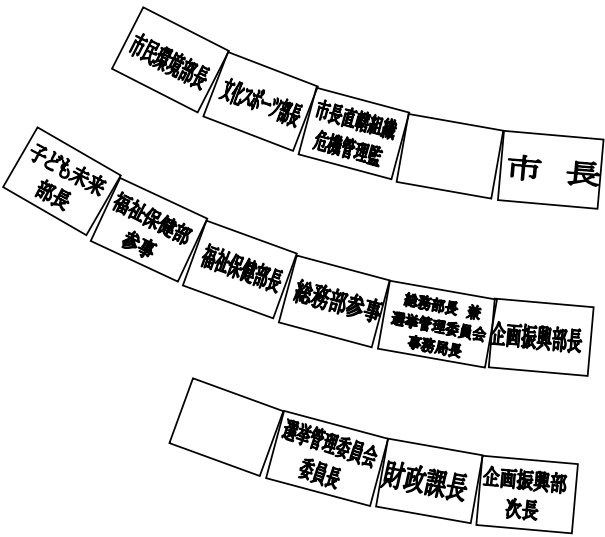 市民環境部長
文化スポーツ部長
市長直轄組織
危機管理監
市 長
子ども未来
部長
福祉保健部
参事
福祉保健部長
総務部参事
総務部長 兼
選挙管理委員会
事務局長
企画振興部長
選挙管理委員会
委員長
財政課長
企画振興部
次長